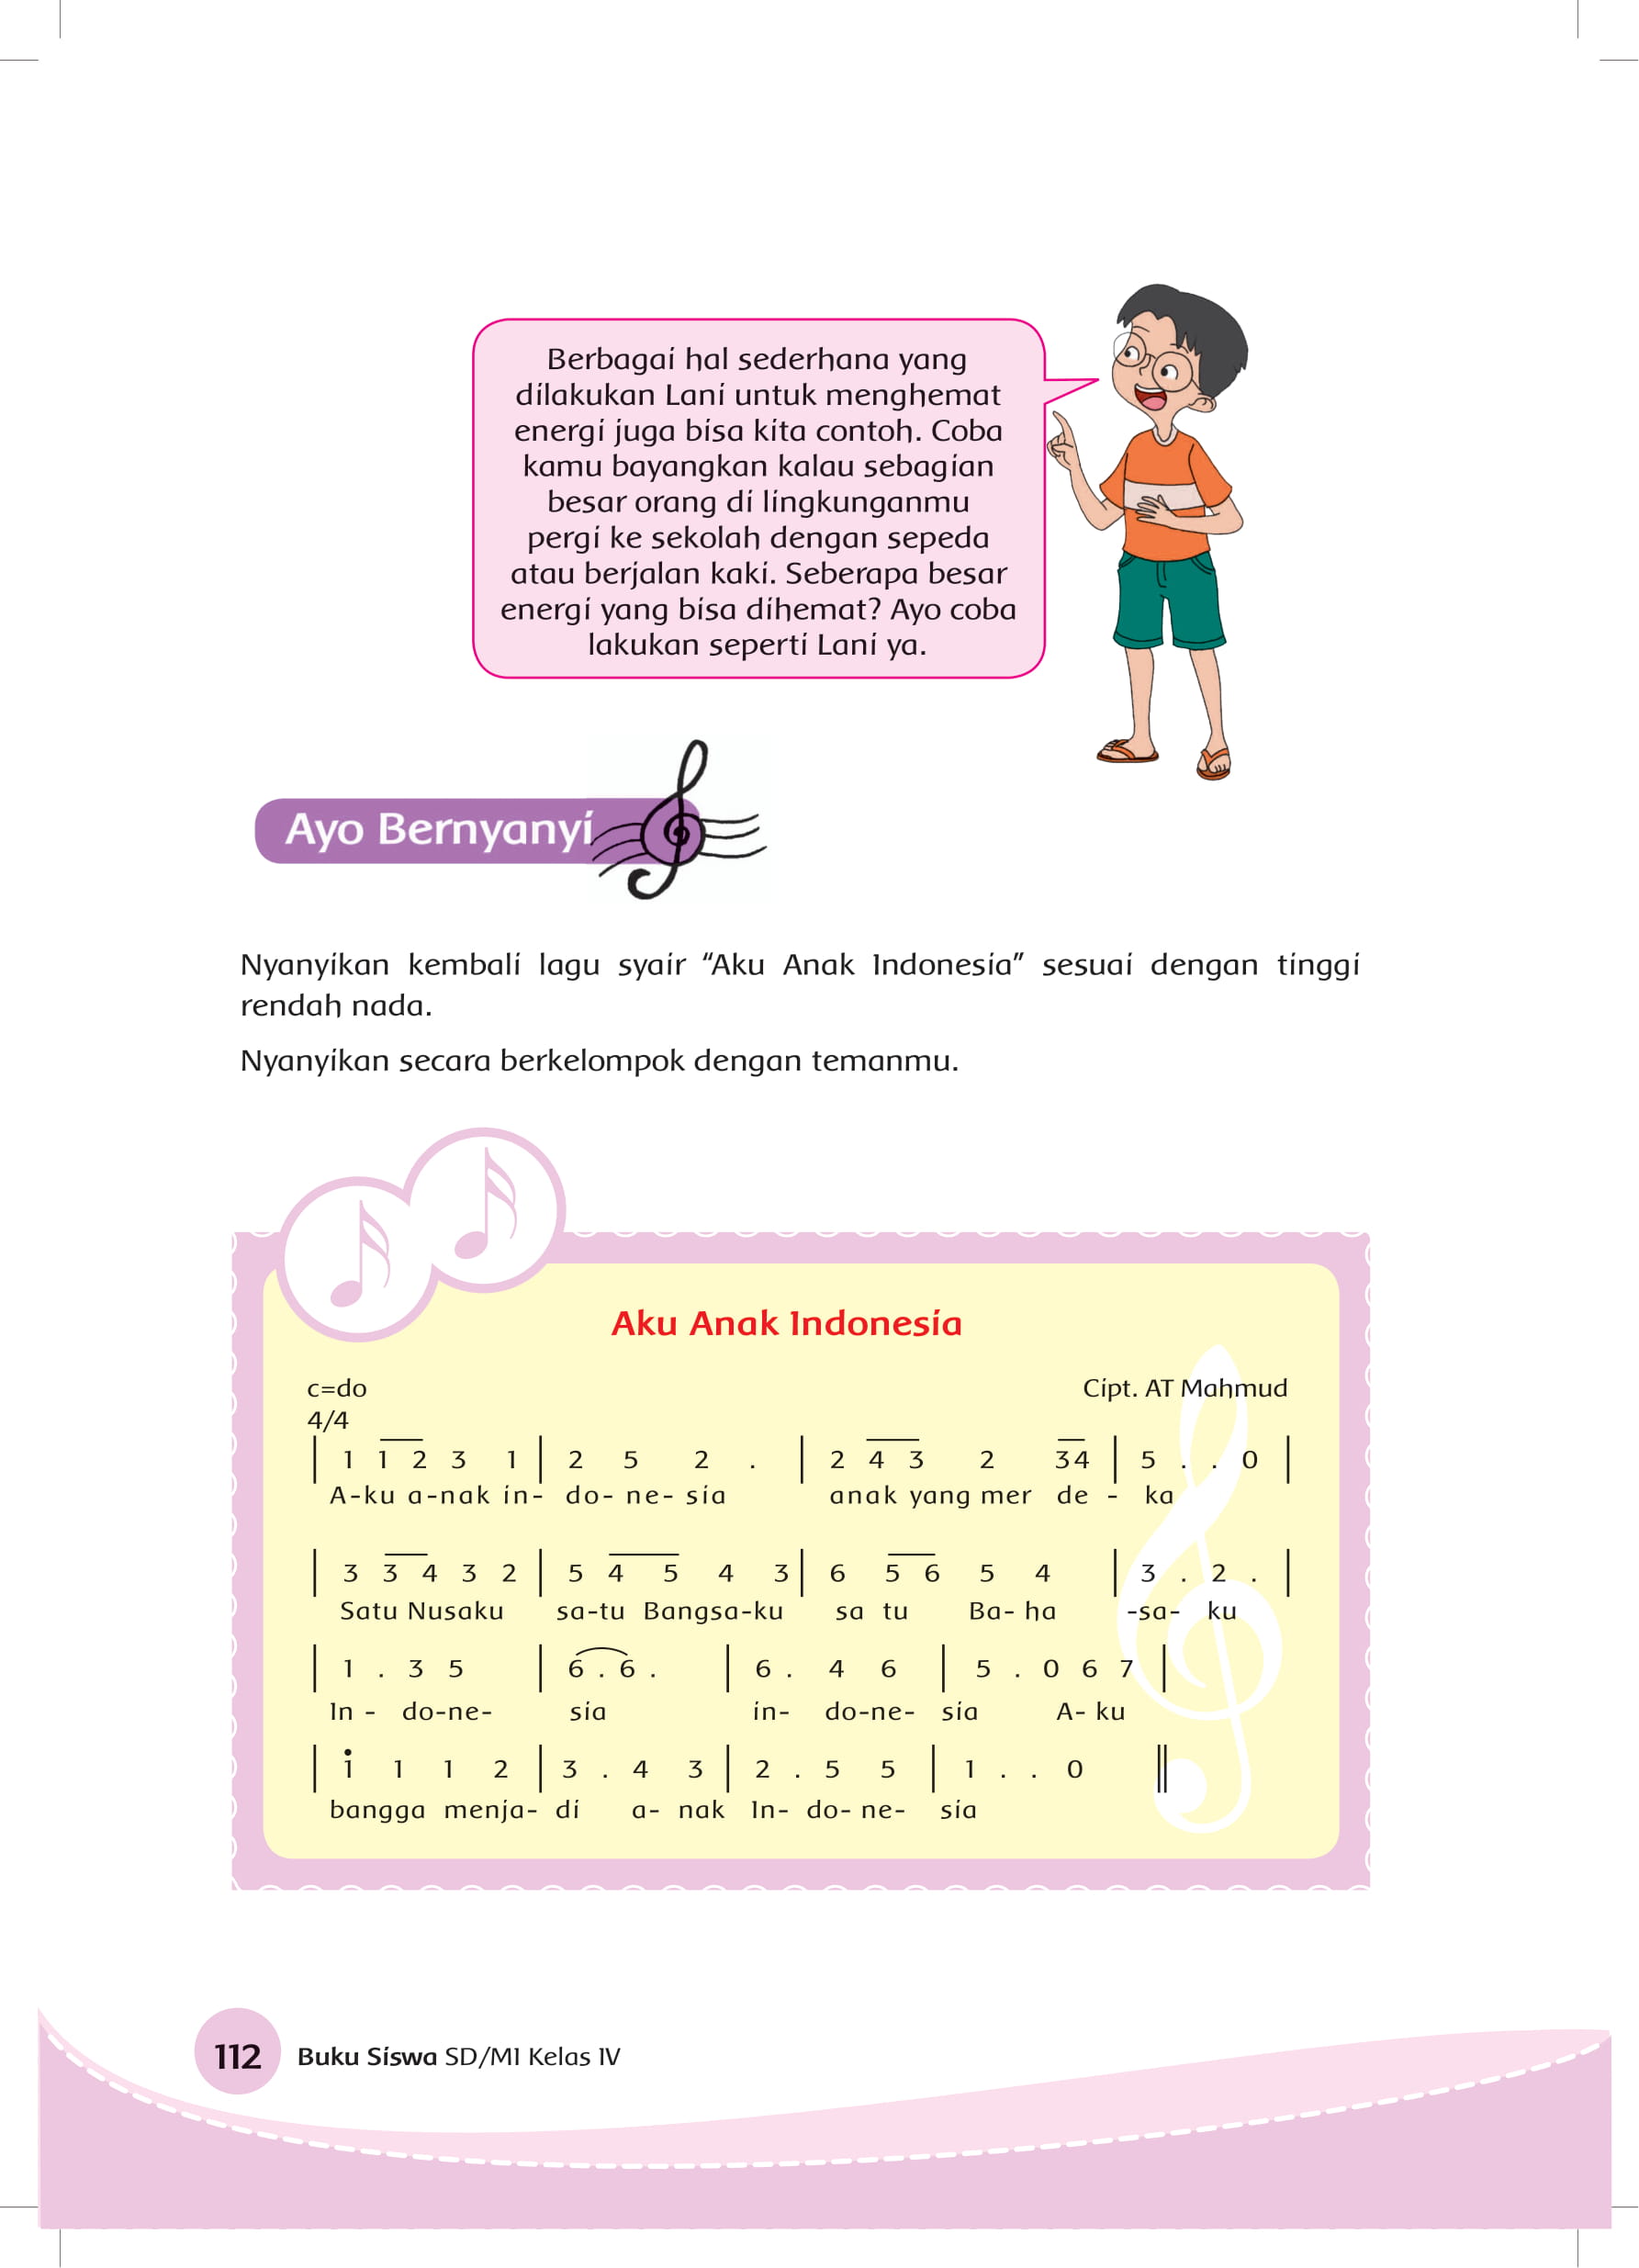 Berbagai hal sederhana yang
dilakukan Lani untuk menghemat
energi juga bisa kita contoh. Coba
kamu bayangkan kalau sebagian
besar orang di lingkunganmu
pergi ke sekolah dengan sepeda
atau berjalan kaki. Seberapa besar
energi yang bisa dihemat? Ayo coba
lakukan seperti Lani ya.
Ayo Bernyanyi
Nyanyikan kembali lagu syair “Aku Anak Indonesia” sesuai dengan tinggi
rendah nada.
Nyanyikan secara berkelompok dengan temanmu.
Aku Anak Indonesia
c=do Cipt. AT Mahmud
4/4
| 1 1 2 3 1 | 2 5 2 . | 2 4 3 2 34 | 5 . . 0 |
A-ku a-nak in- do- ne- sia anak yang mer de - ka
| 3 3 4 3 2 | 5 4 5 4 3 | 6 5 6 5 4 | 3 . 2 . |
Satu Nusaku sa-tu Bangsa-ku sa tu Ba- ha -sa- ku
| 1 . 3 5 | 6 . 6 . | 6 . 4 6 | 5 . 0 6 7 |
In - do-ne- sia in- do-ne- sia A- ku
| 1̇ 1 1 2 | 3 . 4 3 | 2 . 5 5 | 1 . . 0 ||
bangga menja- di a- nak In- do- ne- sia
112 Buku Siswa SD/MI Kelas IV